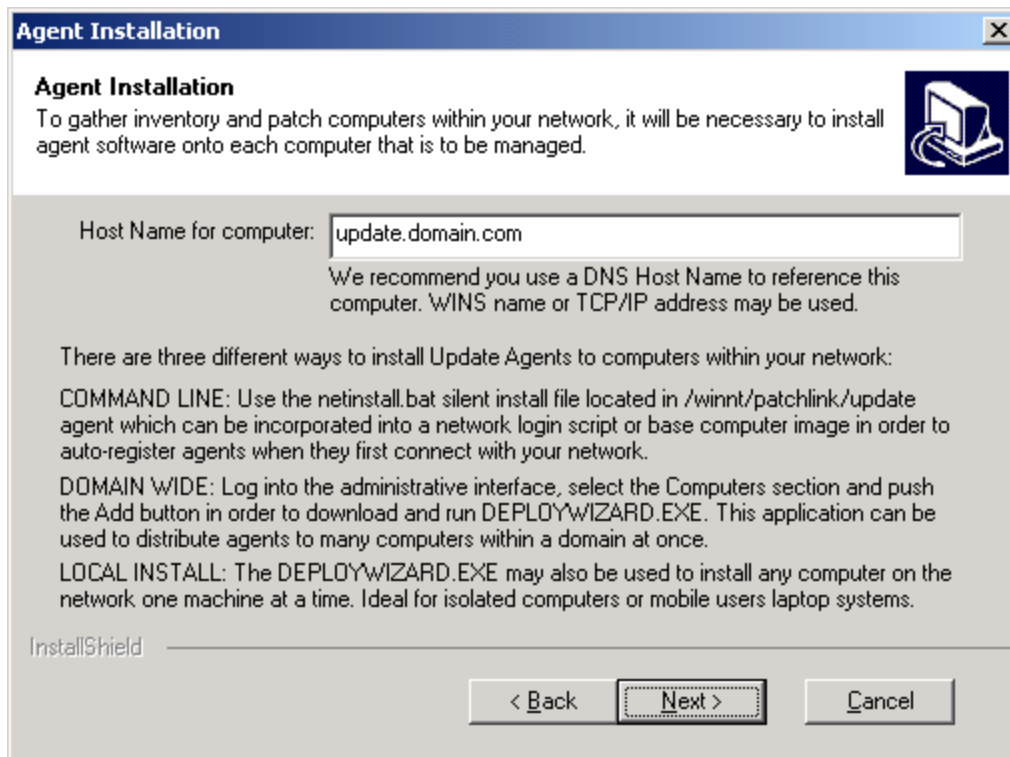 Agent Installation
Agent Installation
To gather inventory and patch computers within your network, it will be necessary to install
agent software onto each computer that is to be managed.
Host Name for computer: update.domain.com
We recommend you use a DNS Host Name to reference this
computer. WINS name or TCP/IP address may be used.
There are three different ways to install Update Agents to computers within your network:
COMMAND LINE: Use the netinstall.bat silent install file located in /winnt/patchlink/update
agent which can be incorporated into a network login script or base computer image in order to
auto-register agents when they first connect with your network.
DOMAIN WIDE: Log into the administrative interface, select the Computers section and push
the Add button in order to download and run DEPLOYWIZARD.EXE. This application can be
used to distribute agents to many computers within a domain at once.
LOCAL INSTALL: The DEPLOYWIZARD.EXE may also be used to install any computer on the
network one machine at a time. Ideal for isolated computers or mobile users laptop systems.
InstallShield
< Back Next > Cancel